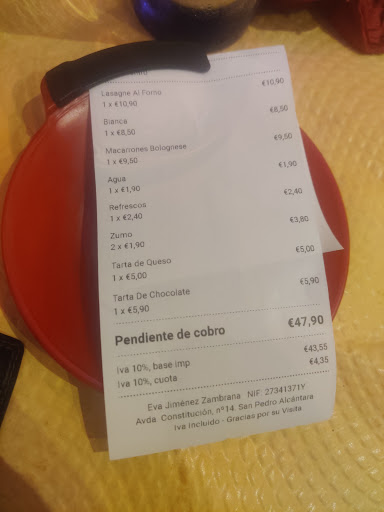 Lasagne Al Forno
1 x €10,90 €10,90
Bianca
1 x €8,50 €8,50
Macarrones Bolognese
1 x €9,50 €9,50
Agua
1 x €1,90 €1,90
Refrescos
1 x €2,40 €2,40
Zumo
2 x €1,90 €3,80
Tarta de Queso
1 x €5,00 €5,00
Tarta De Chocolate
1 x €5,90 €5,90
Pendiente de cobro €47,90
Iva 10%, base imp €43,55
Iva 10%, cuota €4,35
Eva Jiménez Zambrana NIF: 27341371Y
Avda. Constitución, nº14. San Pedro Alcántara
Iva Incluido - Gracias por su Visita